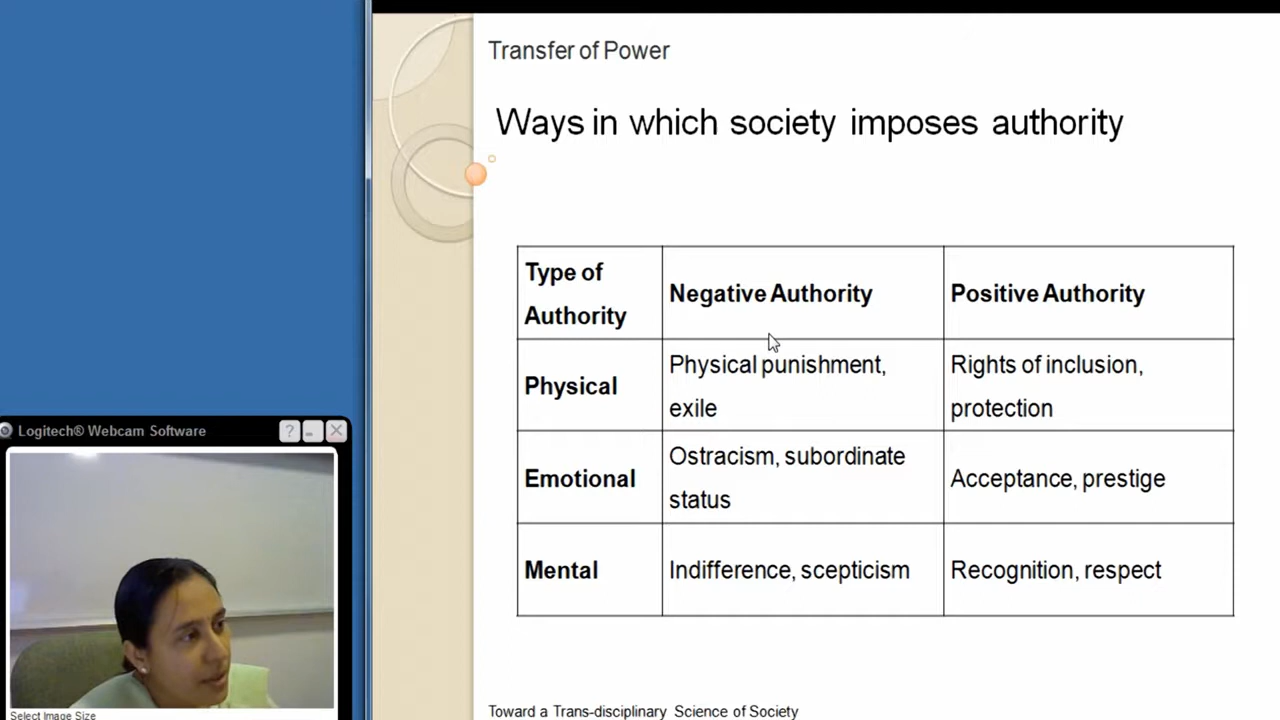 Transfer of Power
Ways in which society imposes authority
Type of
Authority
Negative Authority
Positive Authority
Physical
Physical punishment,
exile
Rights of inclusion,
protection
Emotional
Ostracism, subordinate
status
Acceptance, prestige
Mental
Indifference, scepticism
Recognition, respect
Toward a Trans-disciplinary Science of Society
Logitech® Webcam Software
Select Image Size